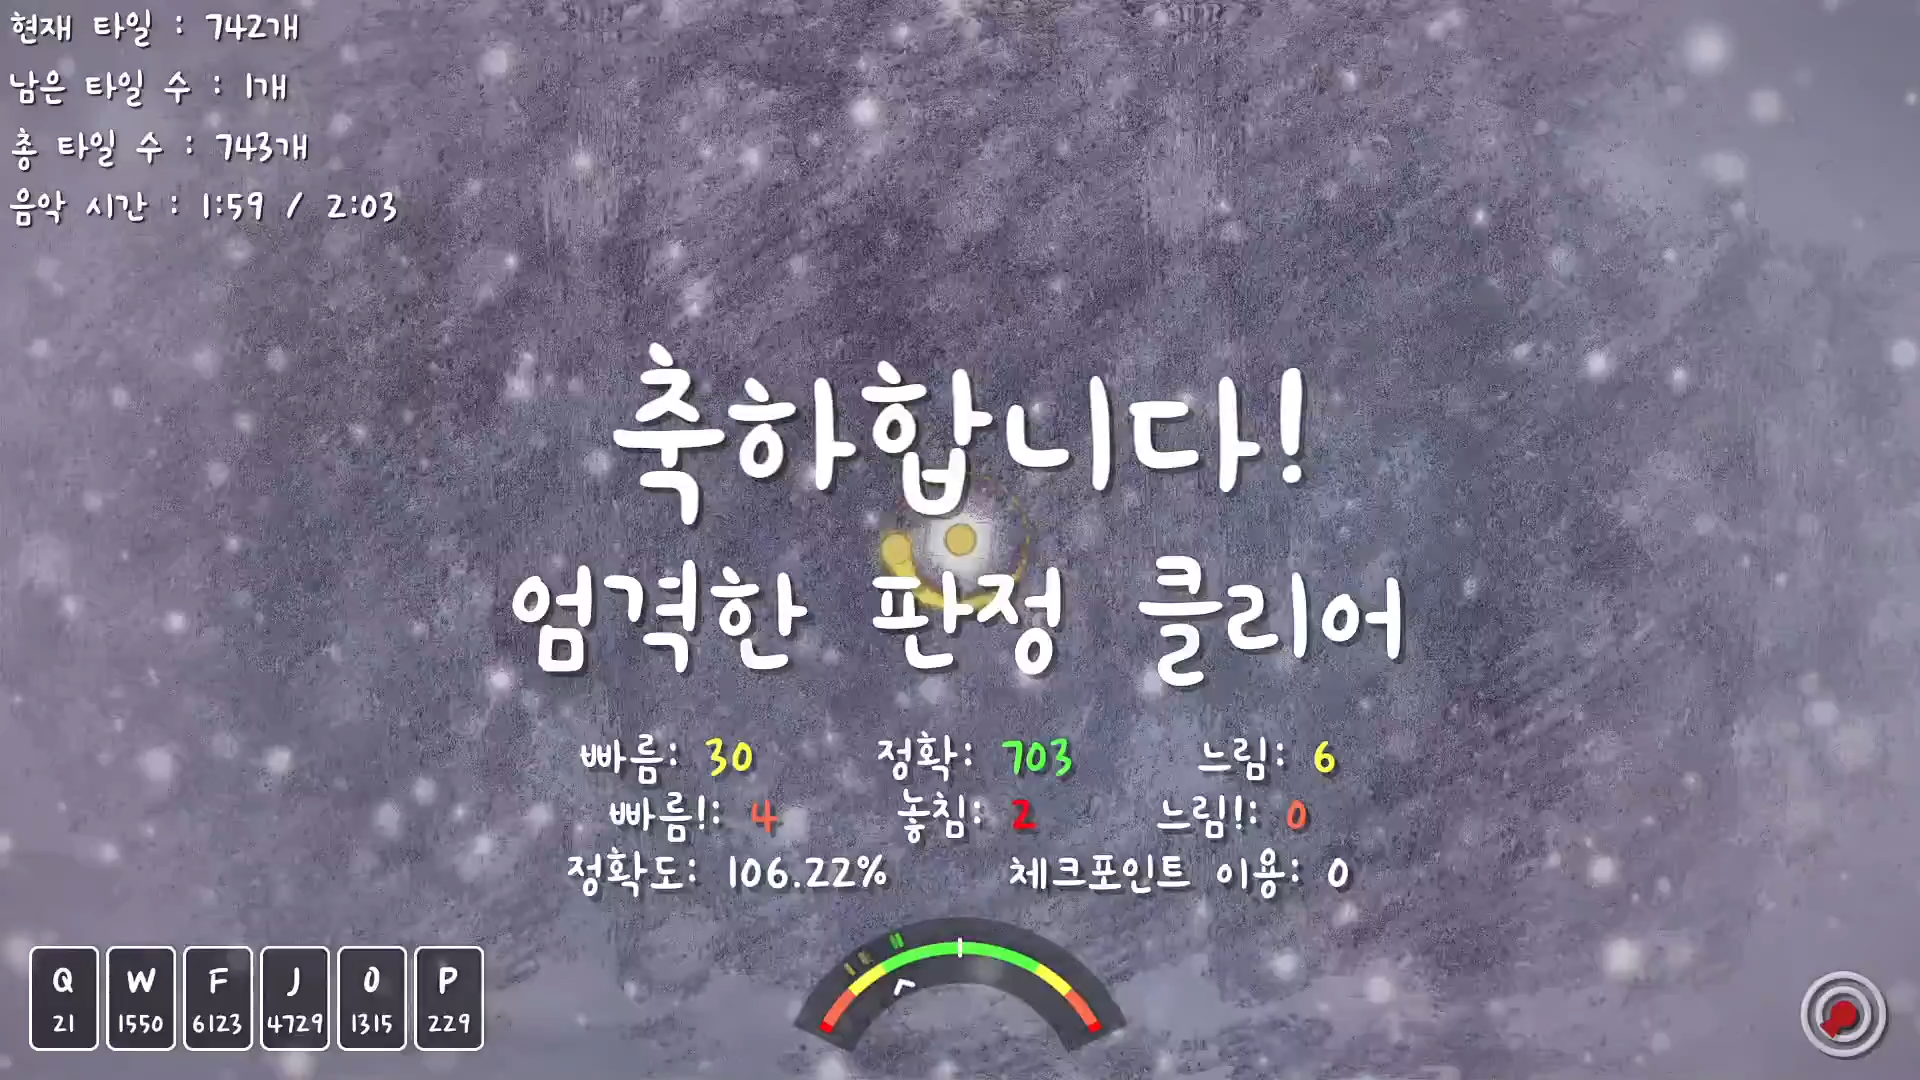 현재 타일 : 742개
남은 타일 수 : 1개
총 타일 수 : 743개
음악 시간 : 1:59 / 2:03
축하합니다!
엄격한 판정 클리어
빠름: 30 정확: 703 느림: 6
빠름!: 4 놓침: 2 느림!: 0
정확도: 106.22% 체크포인트 이용: 0
Q W F J O P
21 1550 6123 4729 1315 229